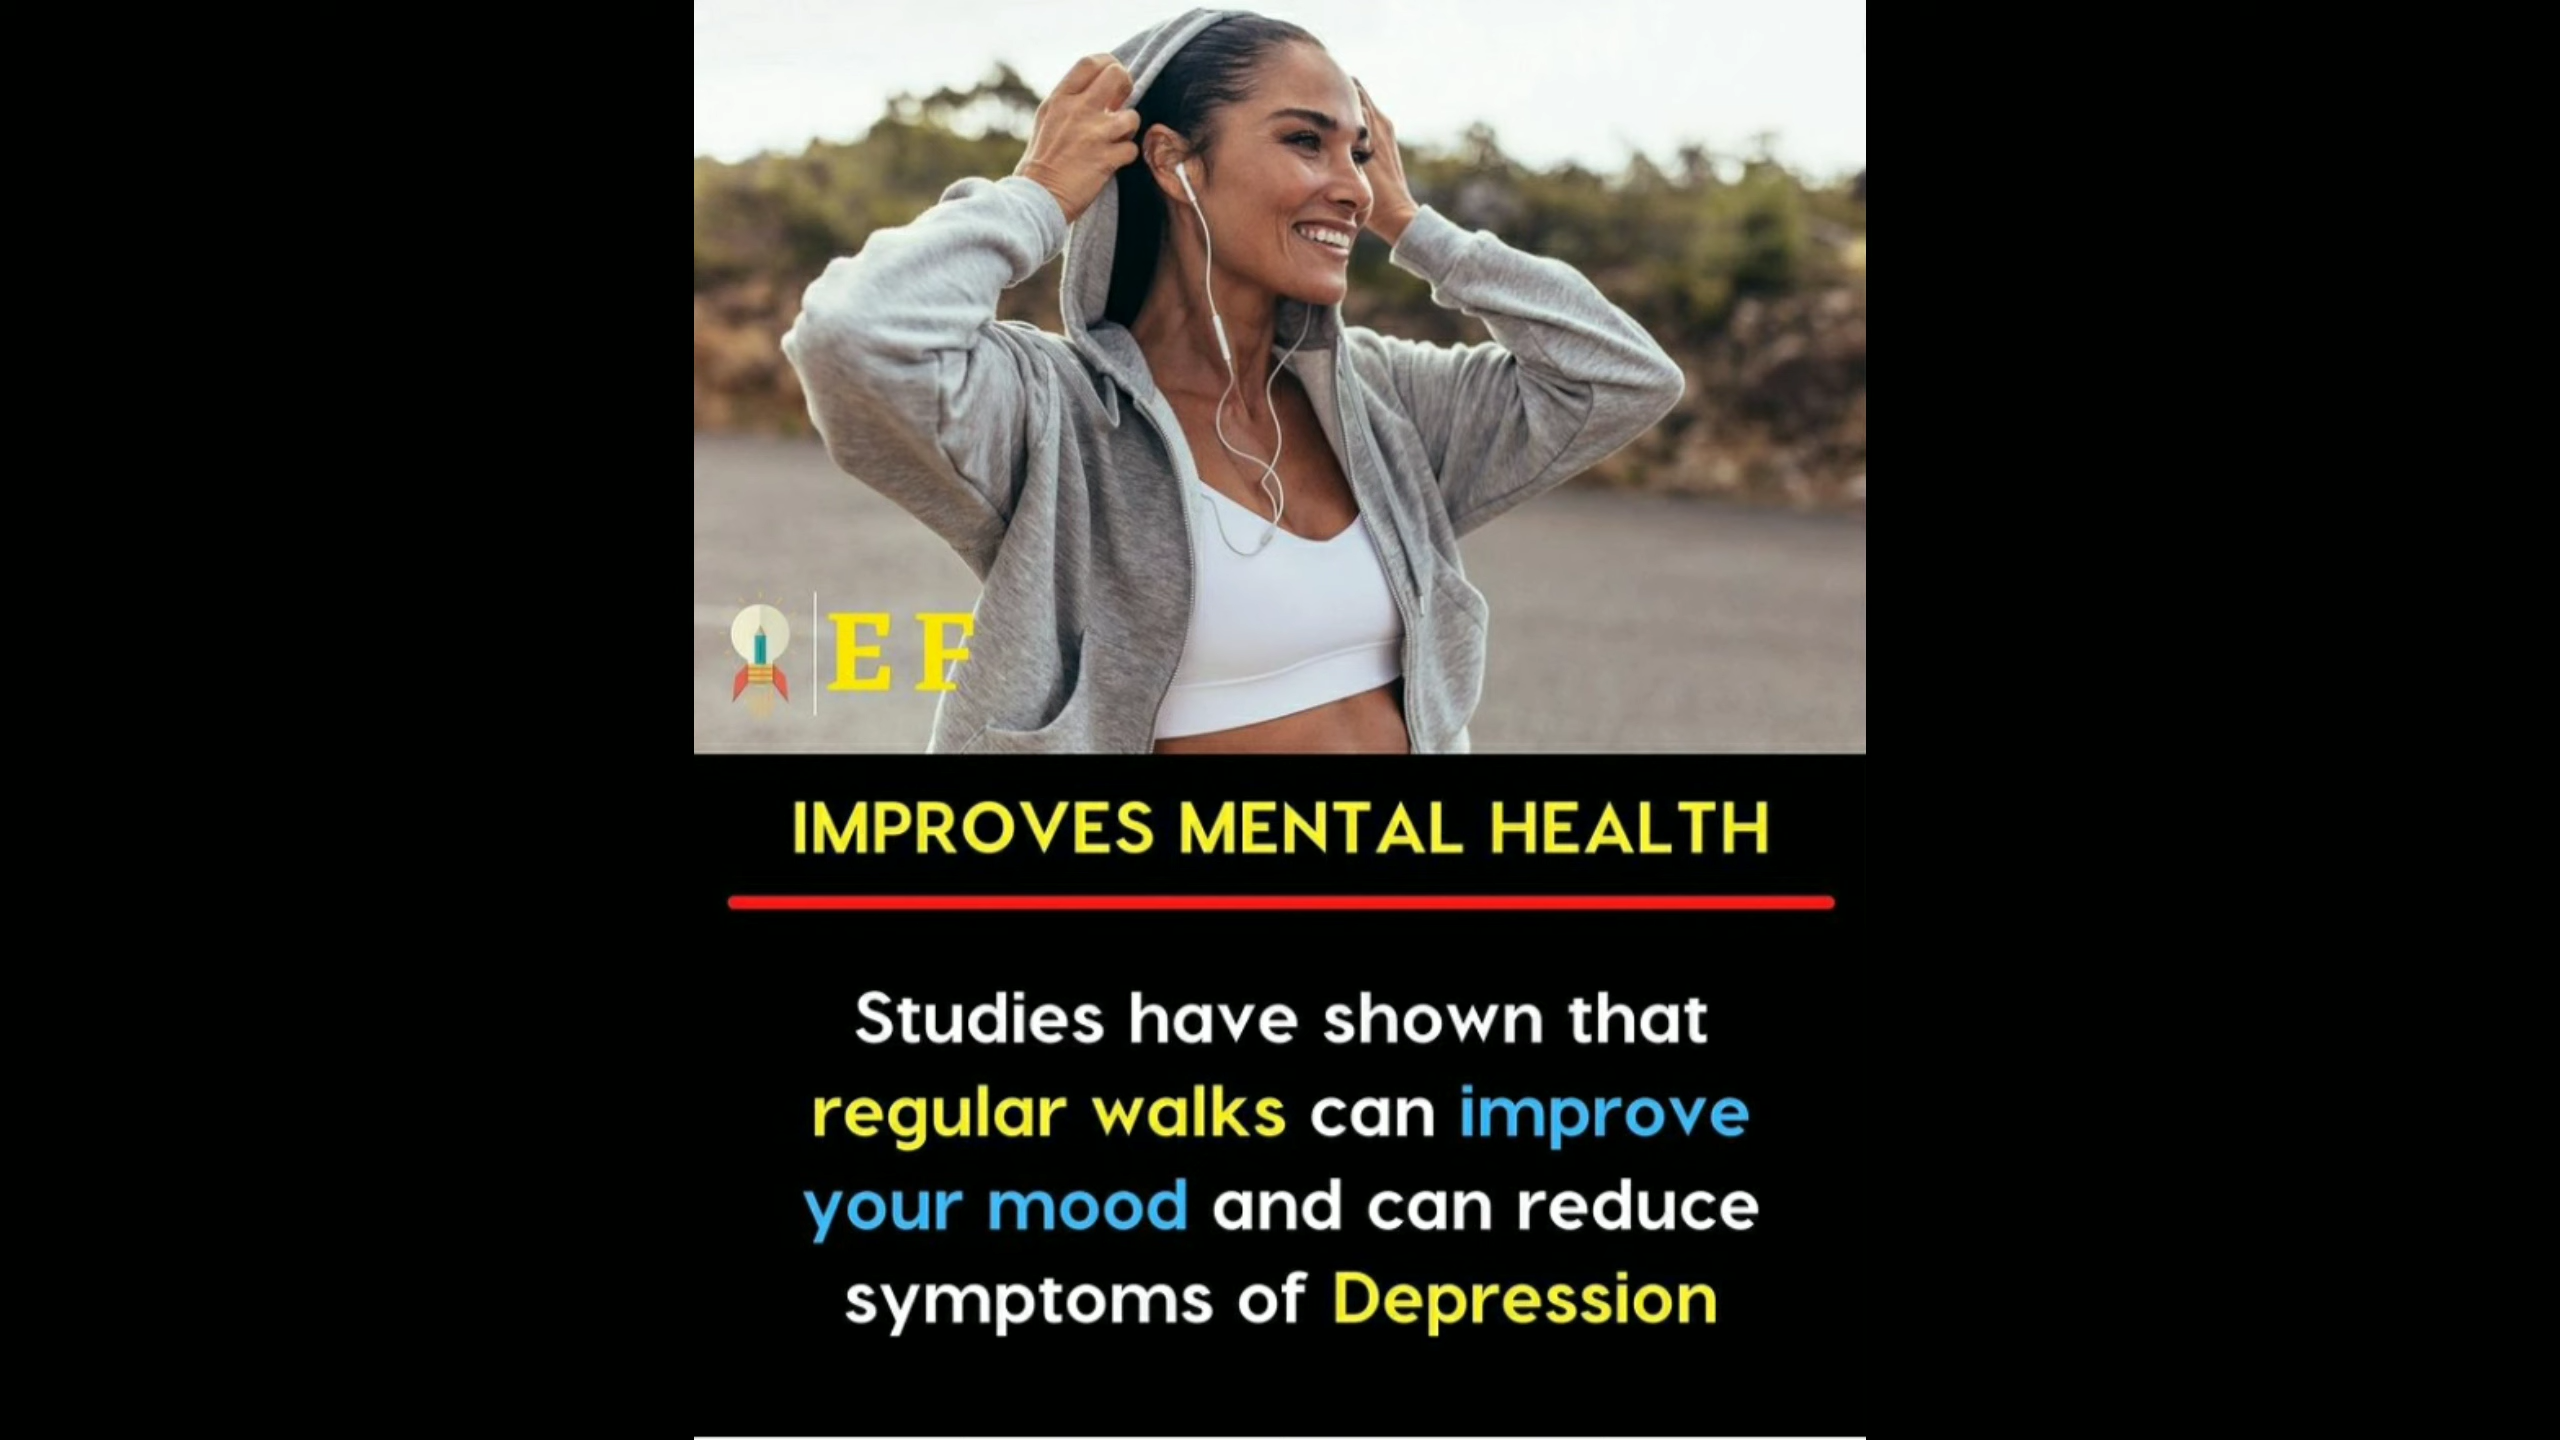 E F
IMPROVES MENTAL HEALTH
Studies have shown that
regular walks can improve
your mood and can reduce
symptoms of Depression